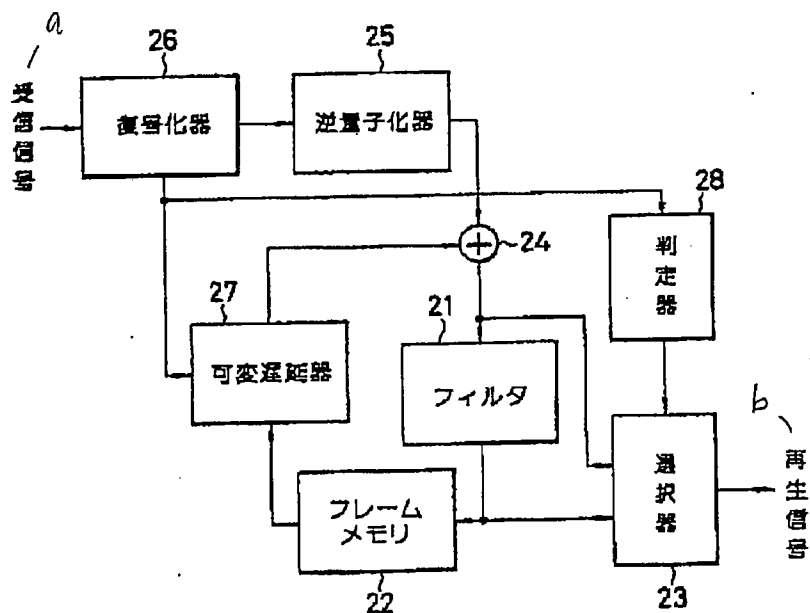 a
受信信号
26
復号化器
25
逆量子化器
28
判定器
24
27
可変遅延器
21
フィルタ
b
再生信号
選択器
23
フレーム
メモリ
22